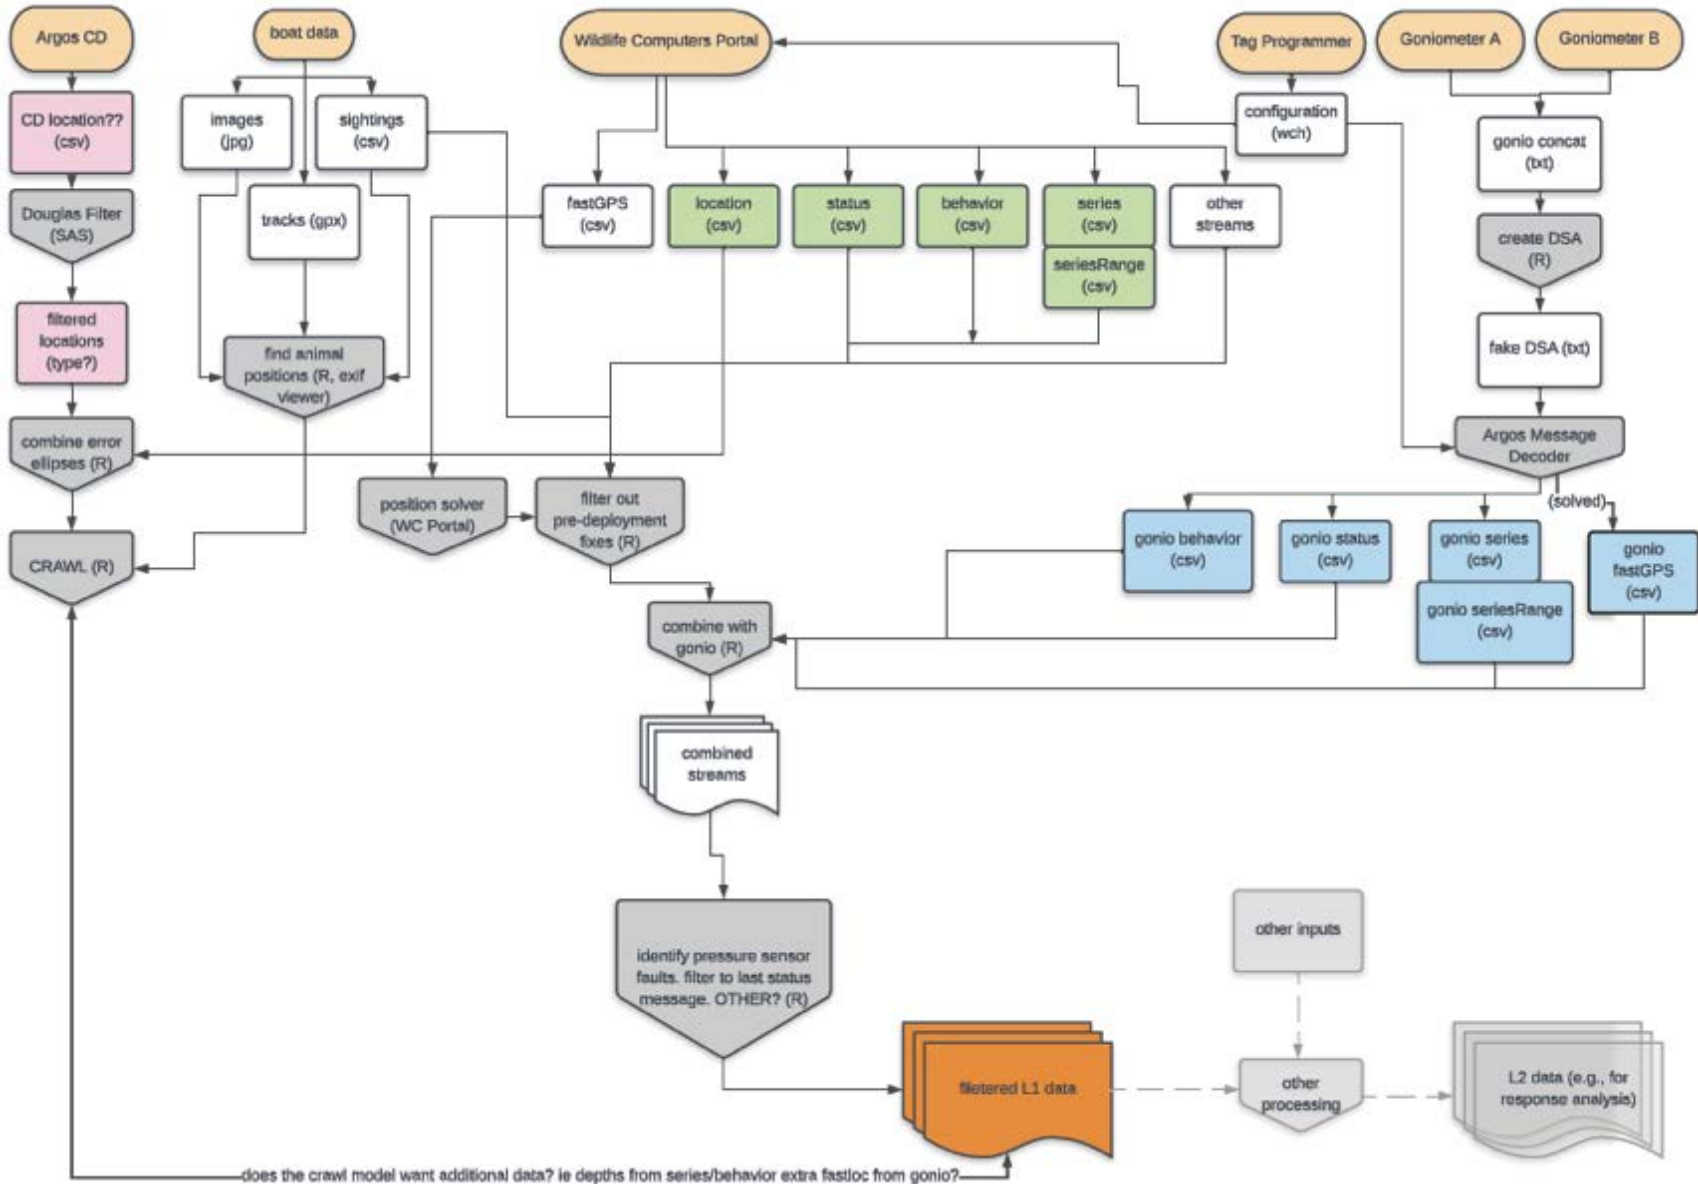 Argos CD
boat data
Wildlife Computers Portal
Tag Programmer
Goniometer A
Goniometer B
CD location??
(csv)
images
(jpg)
sightings
(csv)
configuration
(wch)
gonio concat
(txt)
Douglas Filter
(SAS)
tracks (gpx)
fastGPS
(csv)
location
(csv)
status
(csv)
behavior
(csv)
series
(csv)
other
streams
create DSA
(R)
seriesRange
(csv)
filtered
locations
(type?)
find animal
positions (R, exif
viewer)
fake DSA (txt)
combine error
ellipses (R)
Argos Message
Decoder
position solver
(WC Portal)
filter out
pre-deployment
fixes (R)
(solved)
CRAWL (R)
gonio behavior
(csv)
gonio status
(csv)
gonio series
(csv)
gonio
fastGPS
(csv)
gonio seriesRange
(csv)
combine with
gonio (R)
combined
streams
identify pressure sensor
faults. filter to last status
message. OTHER? (R)
other inputs
filetered L1 data
other
processing
L2 data (e.g., for
response analysis)
does the crawl model want additional data? ie depths from series/behavior extra fastloc from gonio?